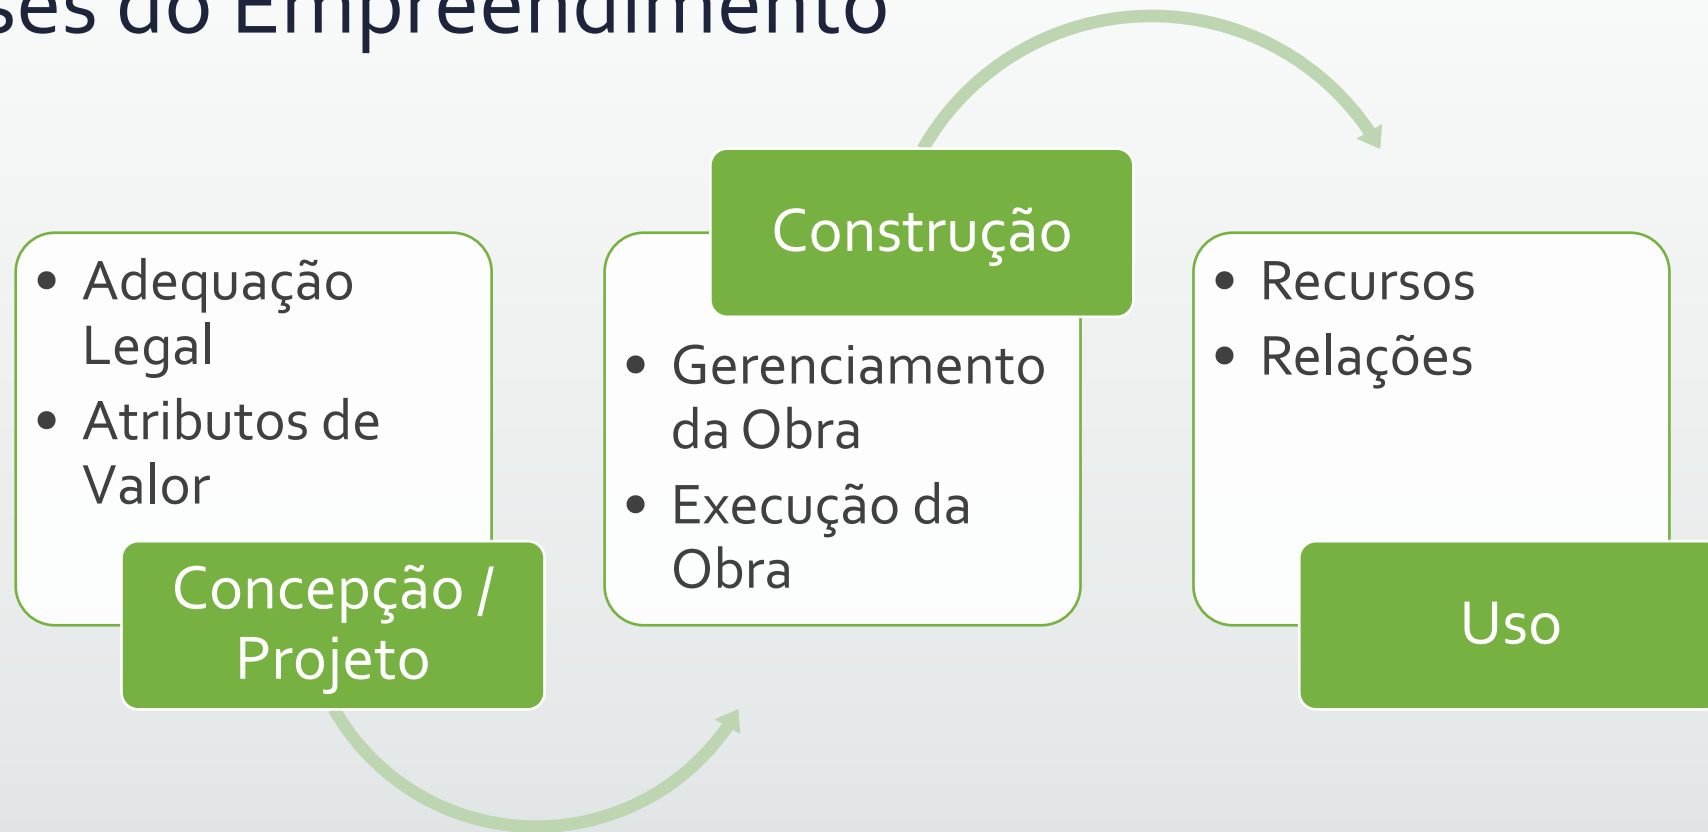 ses do Empreendimento
• Adequação
Legal
• Atributos de
Valor
Concepção /
Projeto
Construção
• Gerenciamento
da Obra
• Execução da
Obra
• Recursos
• Relações
Uso